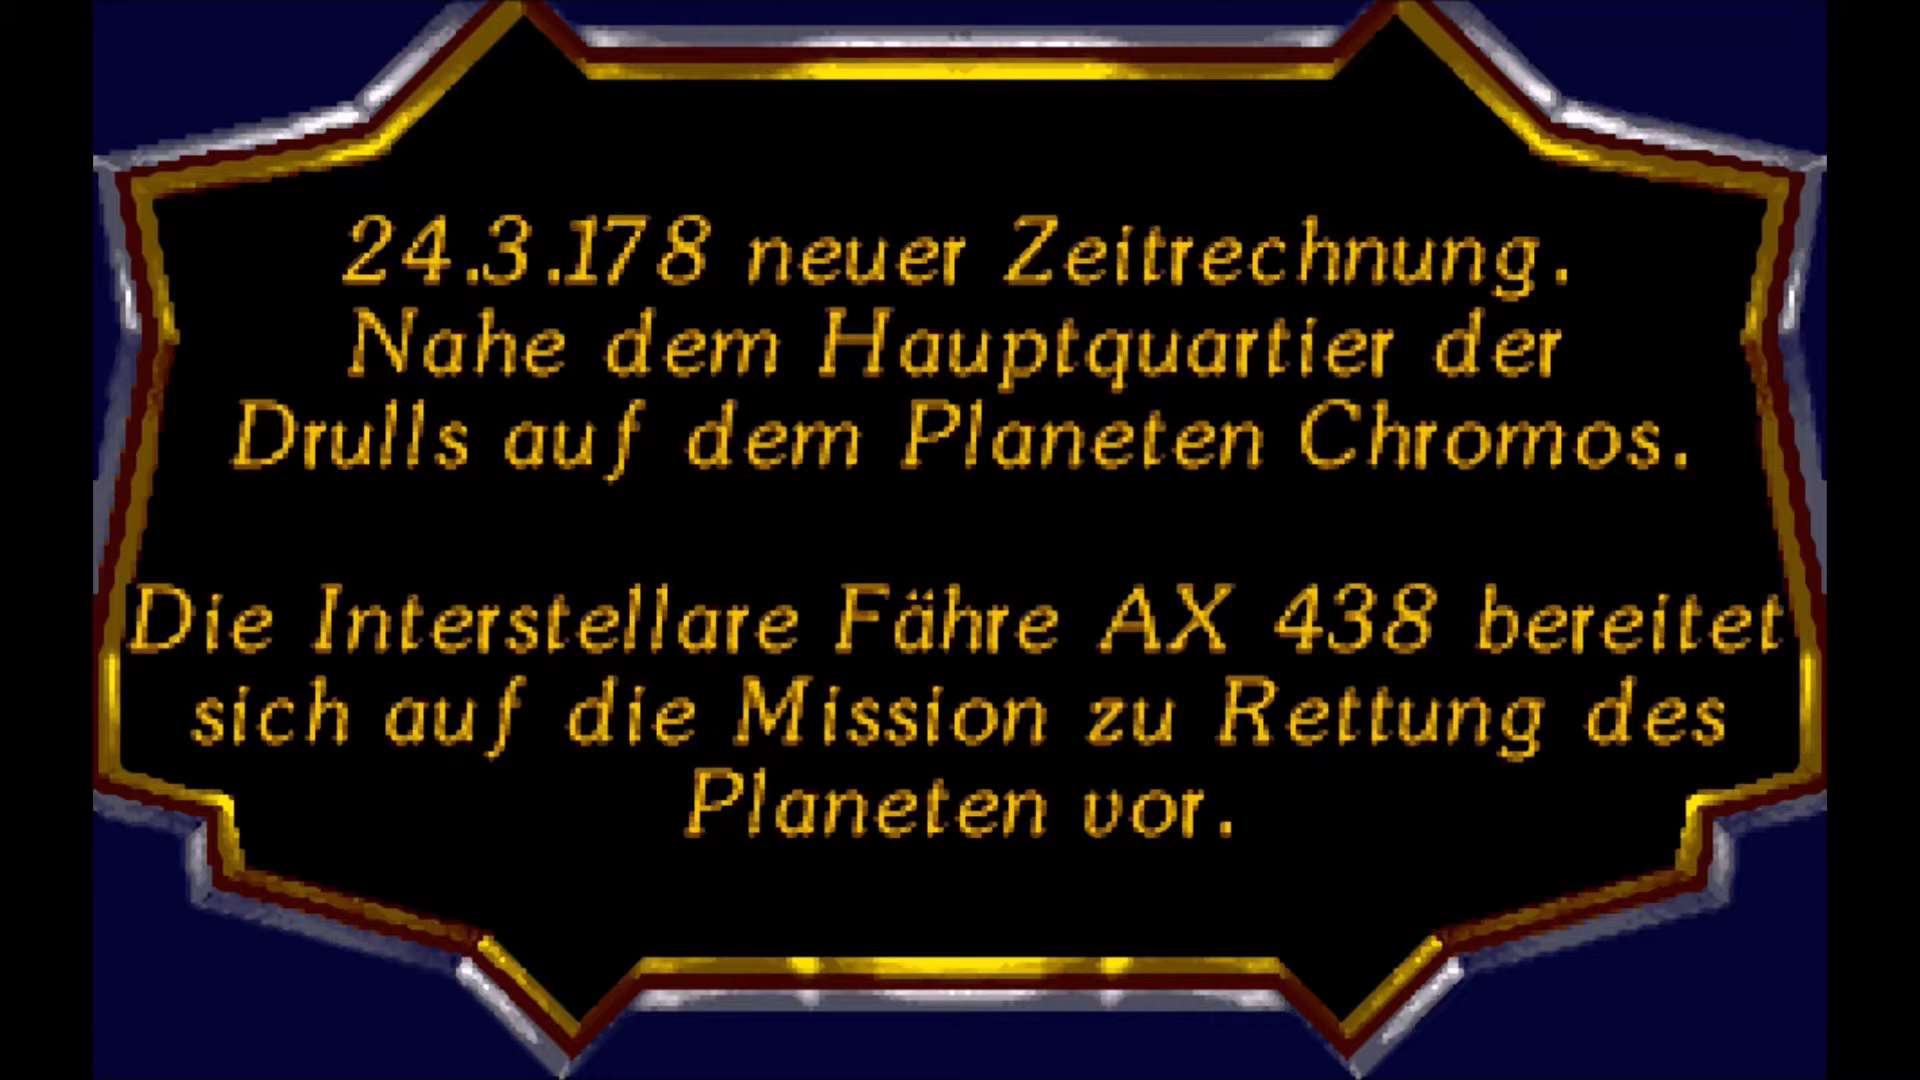 24.3.178 neuer Zeitrechnung.
Nahe dem Hauptquartier der
Drulls auf dem Planeten Chromos.
Die Interstellare Fähre AX 438 bereitet
sich auf die Mission zu Rettung des
Planeten vor.